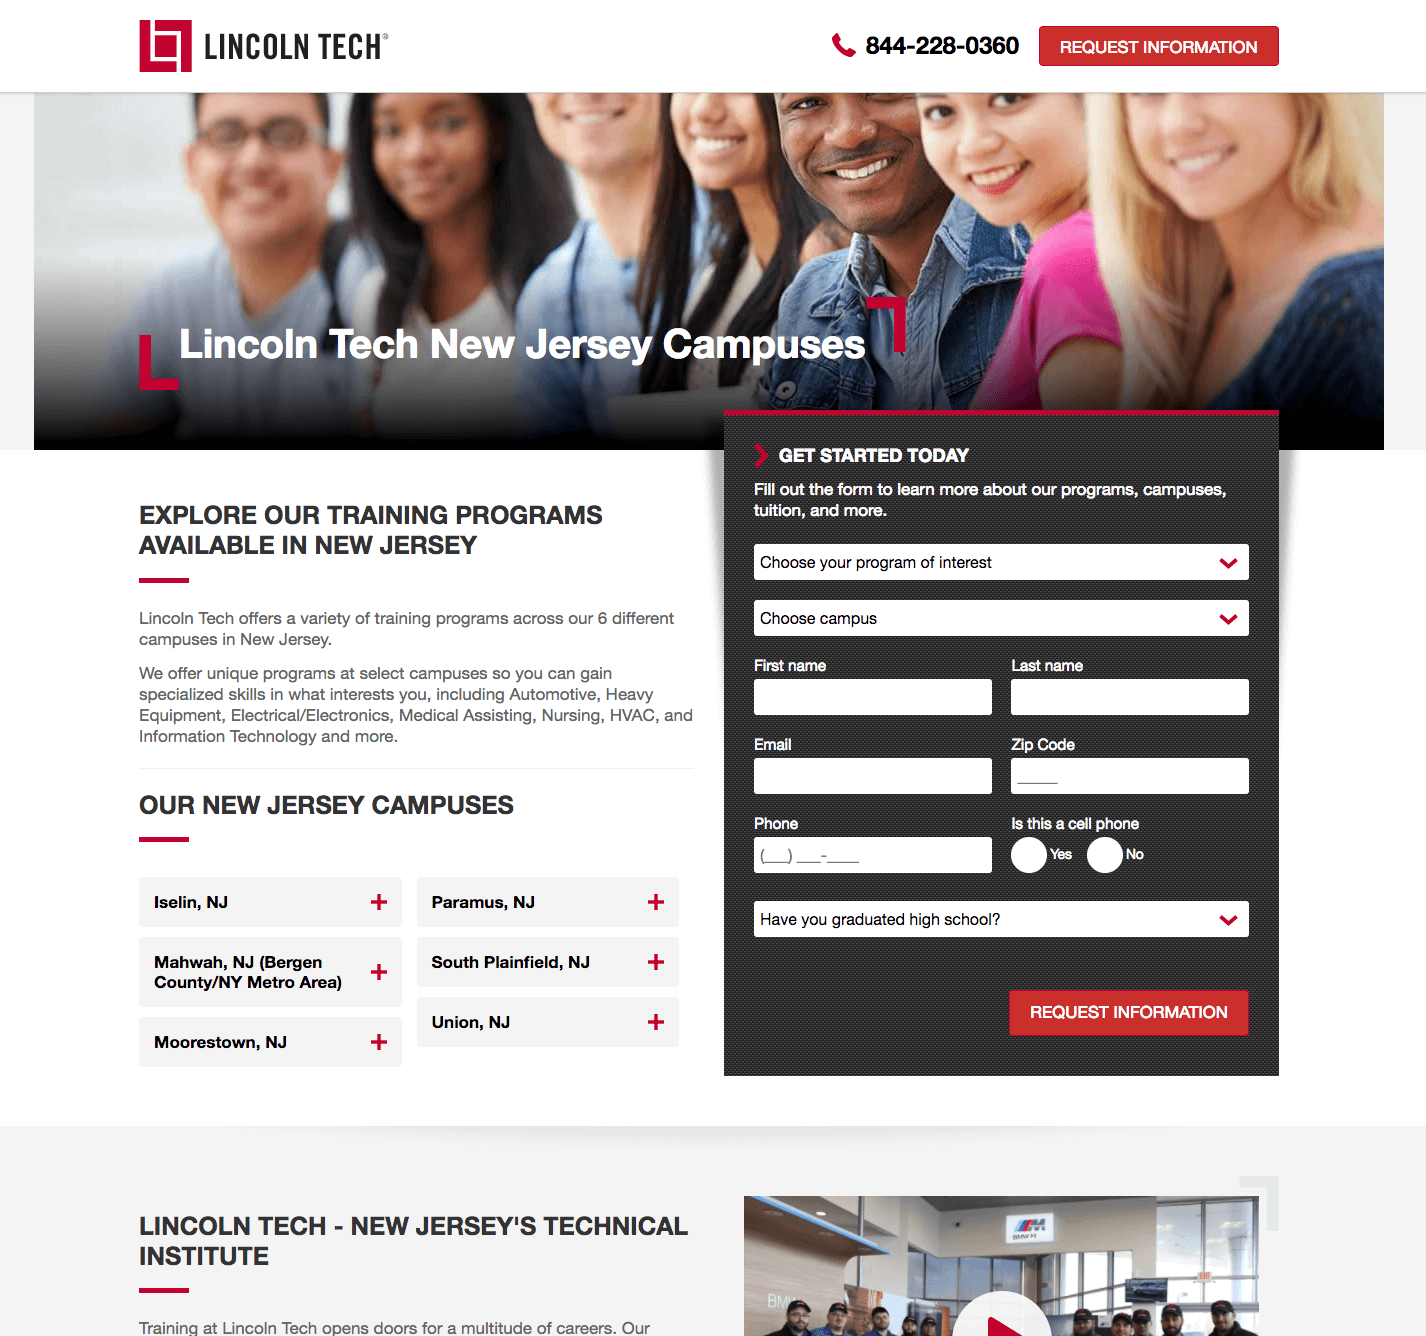 LINCOLN TECH®
844-228-0360
REQUEST INFORMATION
Lincoln Tech New Jersey Campuses
EXPLORE OUR TRAINING PROGRAMS
AVAILABLE IN NEW JERSEY
Lincoln Tech offers a variety of training programs across our 6 different
campuses in New Jersey.
We offer unique programs at select campuses so you can gain
specialized skills in what interests you, including Automotive, Heavy
Equipment, Electrical/Electronics, Medical Assisting, Nursing, HVAC, and
Information Technology and more.
OUR NEW JERSEY CAMPUSES
Iselin, NJ
Mahwah, NJ (Bergen
County/NY Metro Area)
Moorestown, NJ
Paramus, NJ
South Plainfield, NJ
Union, NJ
GET STARTED TODAY
Fill out the form to learn more about our programs, campuses,
tuition, and more.
Choose your program of interest
Choose campus
First name
Last name
Email
Zip Code
_____
Phone
(___) ___-____
Is this a cell phone
Yes
No
Have you graduated high school?
REQUEST INFORMATION
LINCOLN TECH - NEW JERSEY'S TECHNICAL
INSTITUTE
Training at Lincoln Tech opens doors for a multitude of careers. Our
M
BMW M
EXIT
BMW